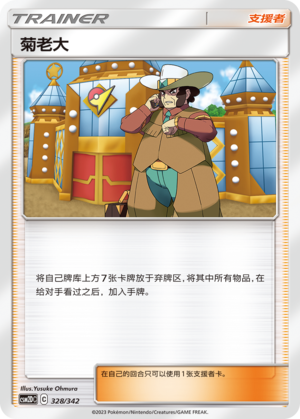 TRAINER
支援者
菊老大
将自己牌库上方7张卡牌放于弃牌区,将其中所有物品,在
给对手看过之后,加入手牌。
在自己的回合只可以使用1张支援者卡。
Illus.Yusuke Ohmura
CSM2D C C 328/342
©2023 Pokémon/Nintendo/Creatures/GAME FREAK.